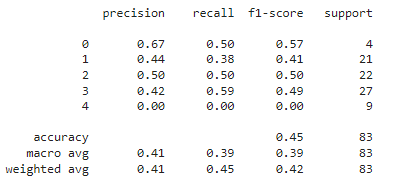 precision recall f1-score support
0 0.67 0.50 0.57 4
1 0.44 0.38 0.41 21
2 0.50 0.50 0.50 22
3 0.42 0.59 0.49 27
4 0.00 0.00 0.00 9
accuracy 0.45 83
macro avg 0.41 0.39 0.39 83
weighted avg 0.41 0.45 0.42 83